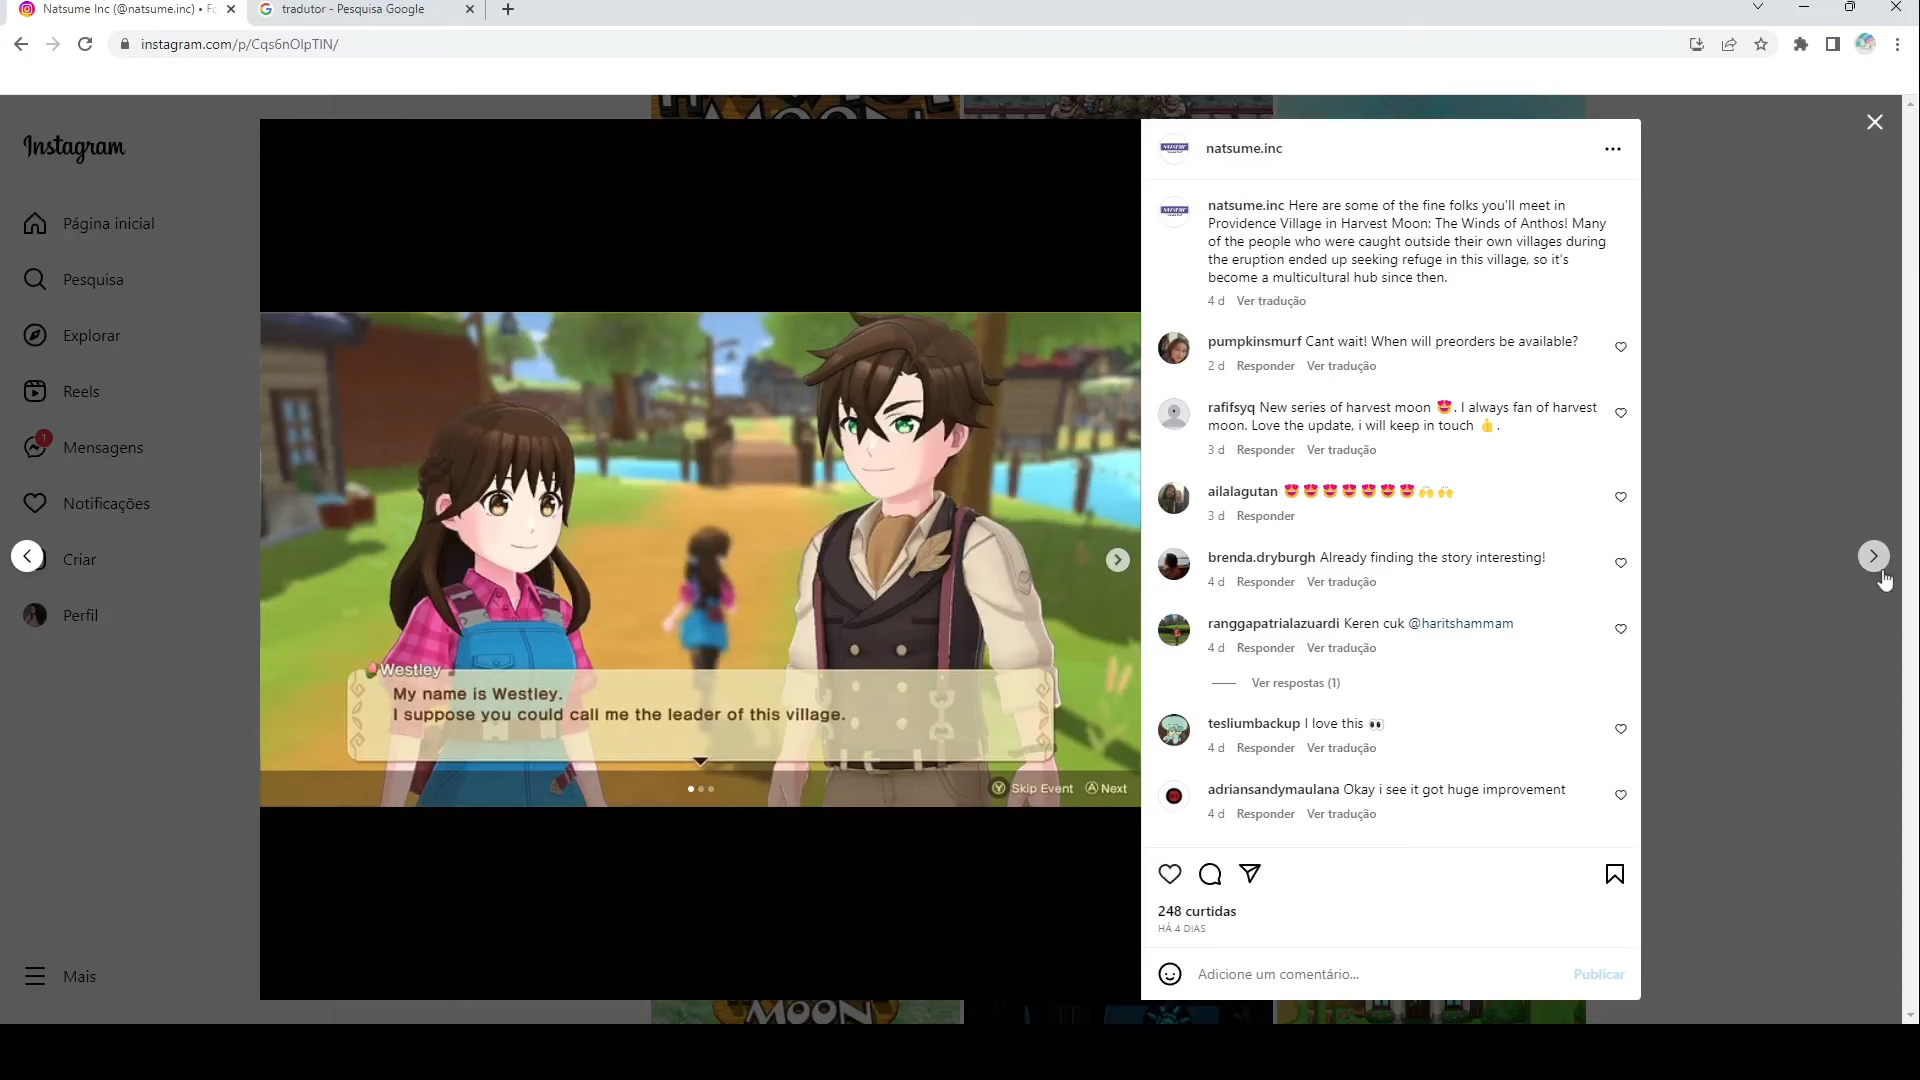 Natsume Inc (@natsume.inc) • Fo
tradutor - Pesquisa Google
instagram.com/p/Cqs6nOlpTlN/
Instagram
Página inicial
Pesquisa
Explorar
Reels
1
Mensagens
Notificações
Criar
Perfil
Mais
MOON
Westley
My name is Westley.
I suppose you could call me the leader of this village.
Y Skip Event A Next
natsume.inc
natsume.inc Here are some of the fine folks you'll meet in
Providence Village in Harvest Moon: The Winds of Anthos! Many
of the people who were caught outside their own villages during
the eruption ended up seeking refuge in this village, so it's
become a multicultural hub since then.
4 d Ver tradução
pumpkinsmurf Cant wait! When will preorders be available?
2 d Responder Ver tradução
rafifsyq New series of harvest moon 😍. I always fan of harvest
moon. Love the update, i will keep in touch 👍.
3 d Responder Ver tradução
ailalagutan 😍😍😍😍😍😍😍🙌🙌
3 d Responder
brenda.dryburgh Already finding the story interesting!
4 d Responder Ver tradução
ranggapatrialazuardi Keren cuk @haritshammam
4 d Responder Ver tradução
Ver respostas (1)
tesliumbackup I love this 👀
4 d Responder Ver tradução
adriansandymaulana Okay i see it got huge improvement
4 d Responder Ver tradução
248 curtidas
HÁ 4 DIAS
Adicione um comentário...
Publicar
MOON